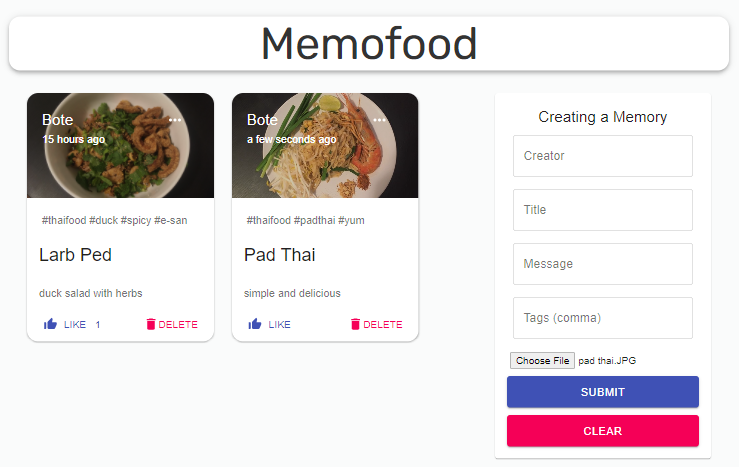 Memofood
Bote
15 hours ago
#thaifood #duck #spicy #e-san
Larb Ped
duck salad with herbs
LIKE 1
DELETE
Bote
a few seconds ago
#thaifood #padthai #yum
Pad Thai
simple and delicious
LIKE
DELETE
Creating a Memory
Creator
Title
Message
Tags (comma)
Choose File pad thai.JPG
SUBMIT
CLEAR